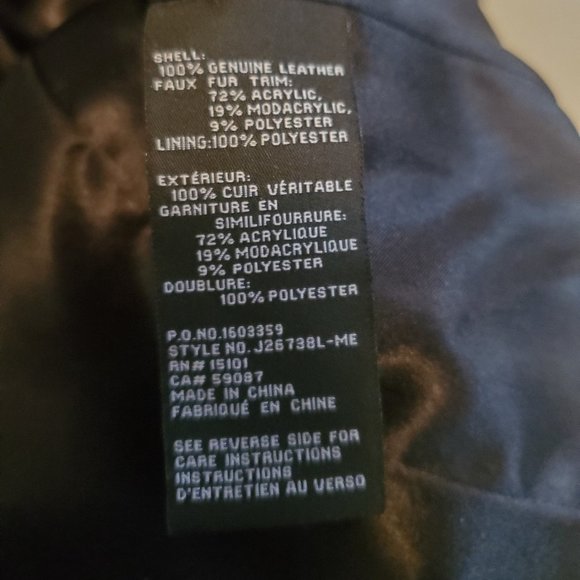 SHELL:
100% GENUINE LEATHER
FAUX FUR TRIM:
72% ACRYLIC,
19% MODACRYLIC,
9% POLYESTER
LINING:100% POLYESTER
EXTÉRIEUR:
100% CUIR VÉRITABLE
GARNITURE EN
SIMILIFOURRURE:
72% ACRYLIQUE
19% MODACRYLIQUE
9% POLYESTER
DOUBLURE:
100% POLYESTER
P.O.NO.1603359
STYLE NO. J26738L-ME
RN# 15101
CA# 59087
MADE IN CHINA
FABRIQUÉ EN CHINE
SEE REVERSE SIDE FOR
CARE INSTRUCTIONS
INSTRUCTIONS
D'ENTRETIEN AU VERSO